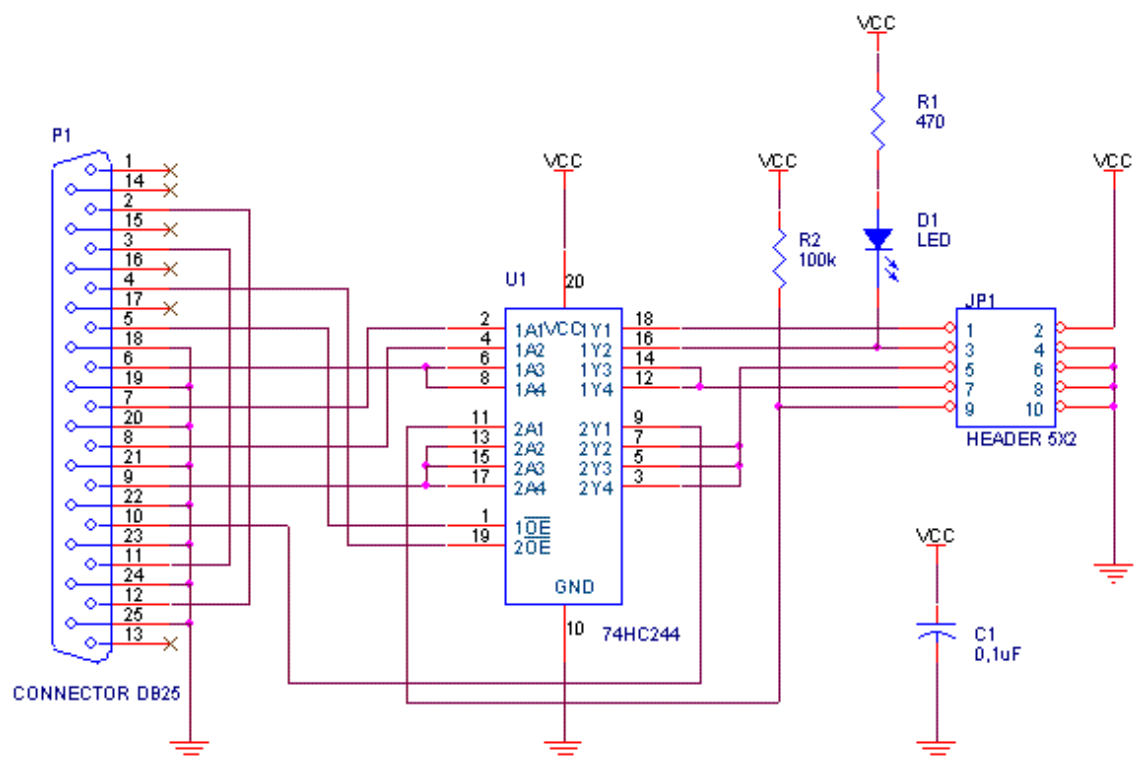 VCC
R1
470
P1
VCC
VCC
VCC
D1
LED
R2
100k
U1
20
JP1
1
14
2
15
3
16
4
17
5
18
6
19
7
20
8
21
9
22
10
23
11
24
12
25
13
2 1A1 VCC 1Y1 18
4 1A2 1Y2 16
6 1A3 1Y3 14
8 1A4 1Y4 12
11 2A1 2Y1 9
13 2A2 2Y2 7
15 2A3 2Y3 5
17 2A4 2Y4 3
1 1OE
19 2OE
GND
10
74HC244
1 2
3 4
5 6
7 8
9 10
HEADER 5X2
VCC
C1
0,1uF
CONNECTOR DB25